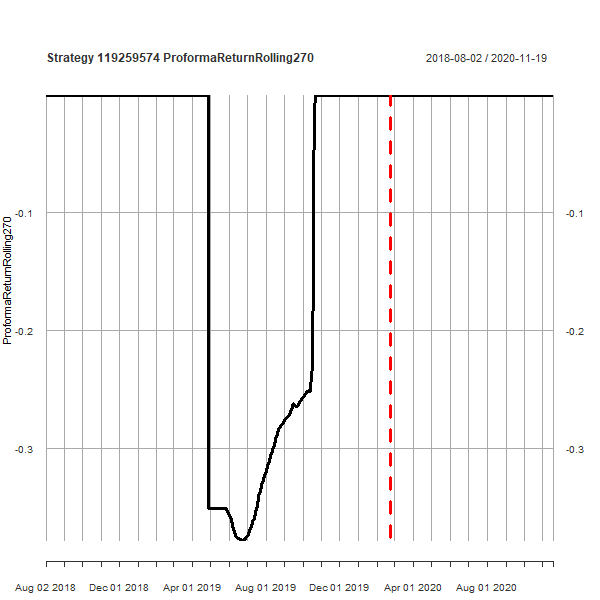 Strategy 119259574 ProformaReturnRolling270
2018-08-02 / 2020-11-19
ProformaReturnRolling270
-0.1
-0.1
-0.2
-0.2
-0.3
-0.3
Aug 02 2018 Dec 01 2018 Apr 01 2019 Aug 01 2019 Dec 01 2019 Apr 01 2020 Aug 01 2020